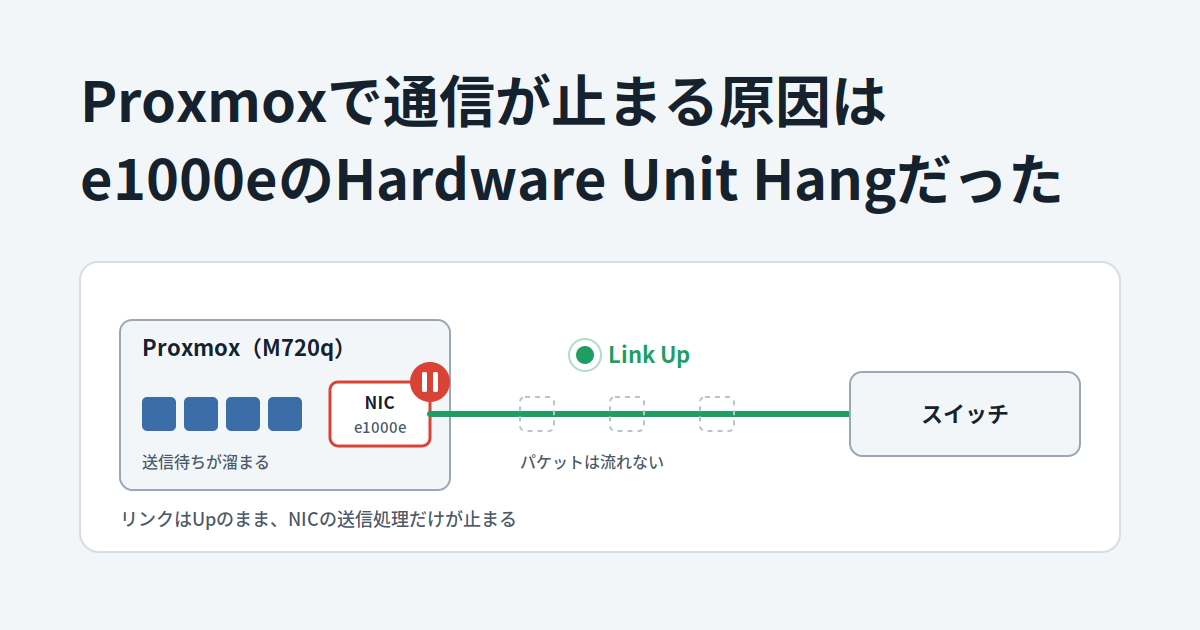 Proxmoxで通信が止まる原因は
e1000eのHardware Unit Hangだった
Proxmox（M720q）
Link Up
NIC
e1000e
スイッチ
送信待ちが溜まる
パケットは流れない
リンクはUpのまま、NICの送信処理だけが止まる